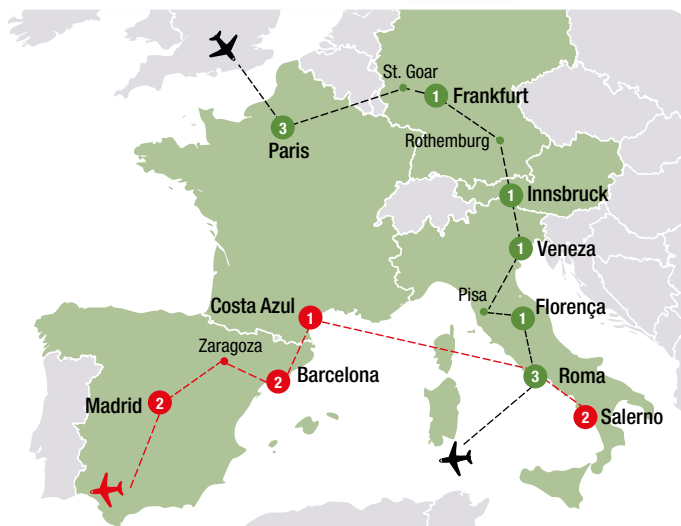 St. Goar
1 Frankfurt
3
Paris
Rothemburg
1 Innsbruck
1 Veneza
Pisa
Costa Azul 1
1 Florença
Zaragoza
2 Barcelona
3 Roma
Madrid 2
2 Salerno